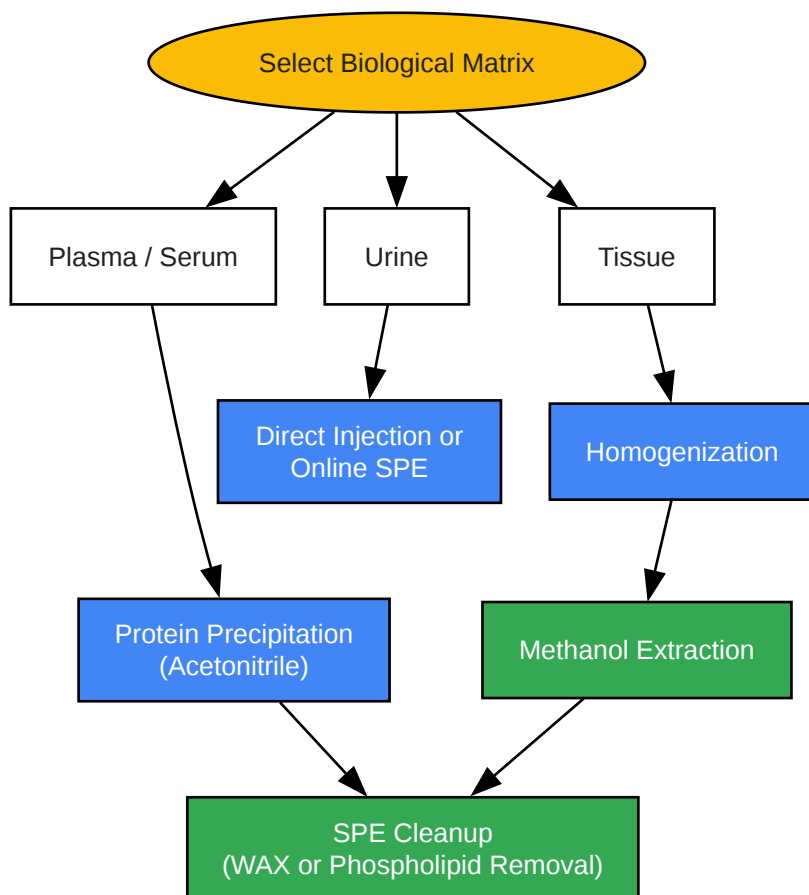 Select Biological Matrix
Plasma / Serum
Urine
Tissue
Direct Injection or
Online SPE
Homogenization
Protein Precipitation
(Acetonitrile)
Methanol Extraction
SPE Cleanup
(WAX or Phospholipid Removal)